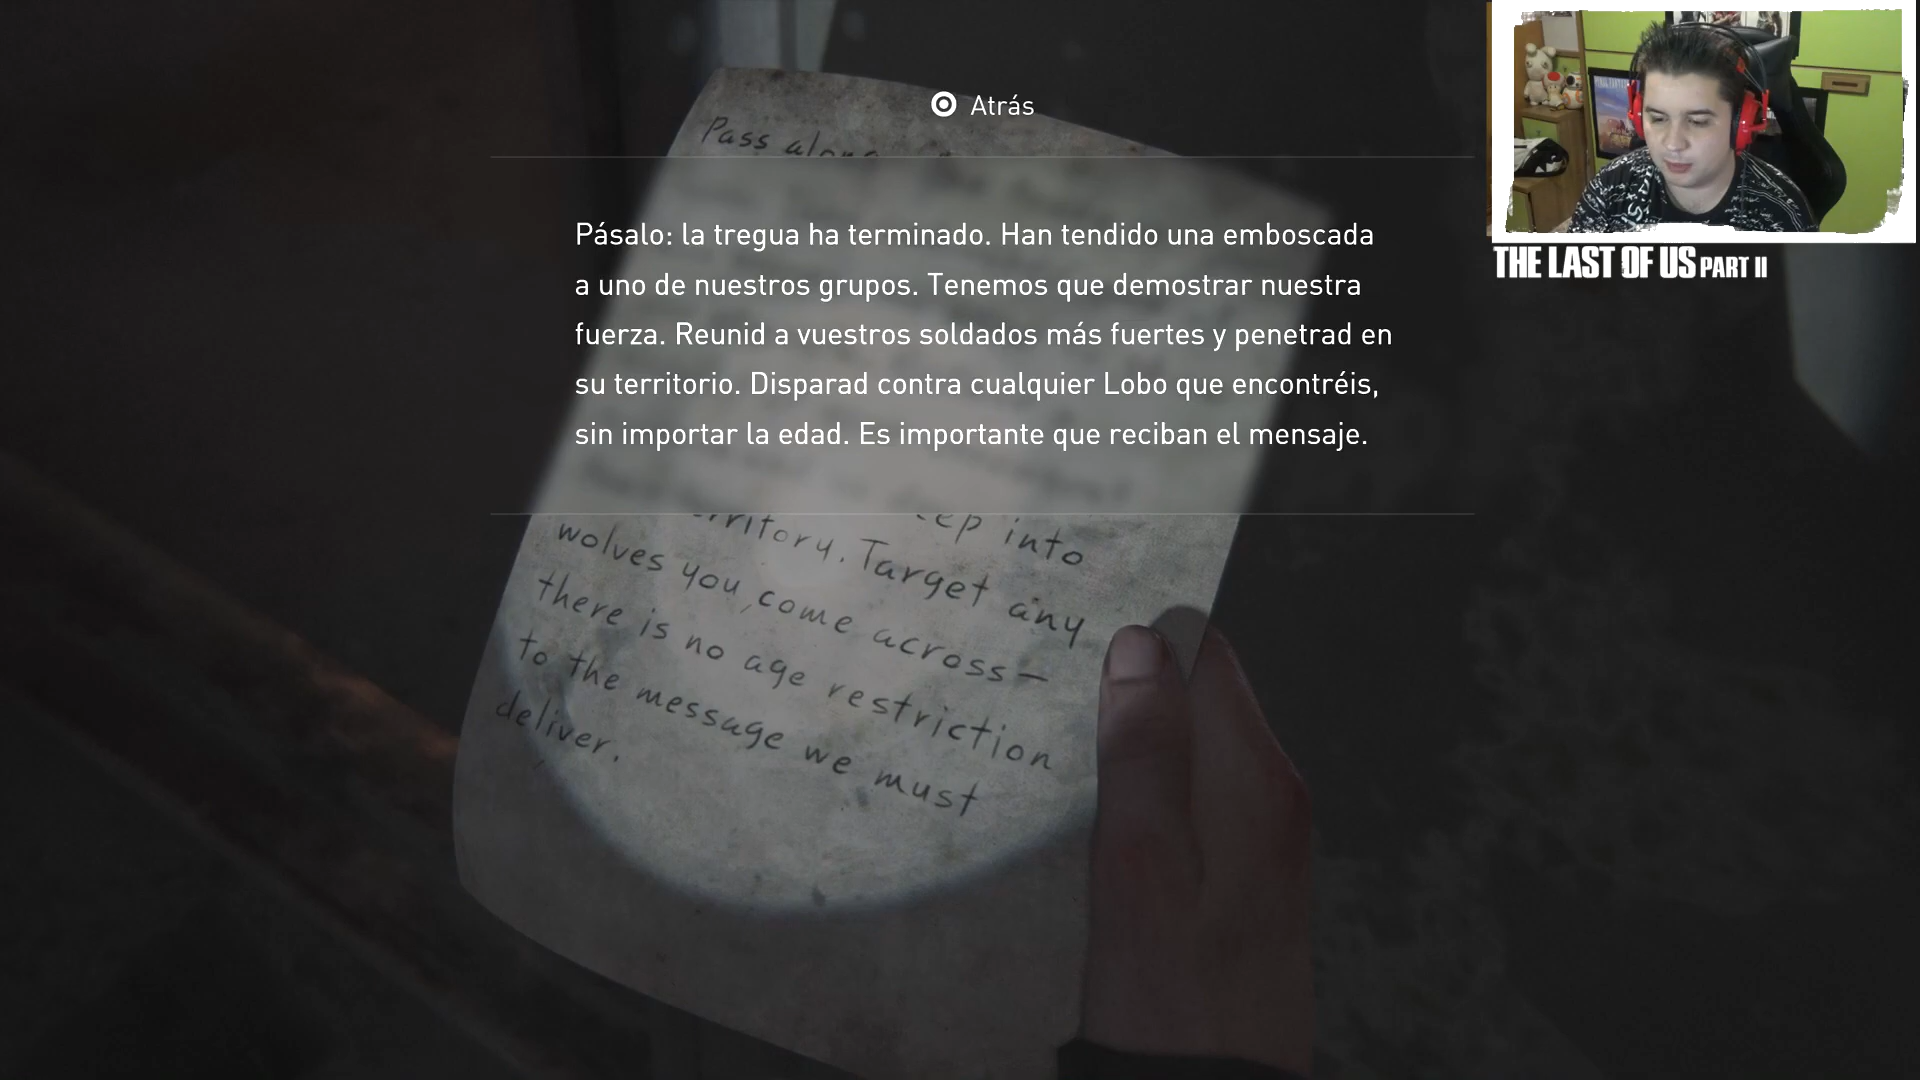 Atrás
Pass along
Pásalo: la tregua ha terminado. Han tendido una emboscada
a uno de nuestros grupos. Tenemos que demostrar nuestra
fuerza. Reunid a vuestros soldados más fuertes y penetrad en
su territorio. Disparad contra cualquier Lobo que encontréis,
sin importar la edad. Es importante que reciban el mensaje.
into
territory. Target any
wolves you come across—
there is no age restriction
to the message we must
deliver.
THE LAST OF US PART II